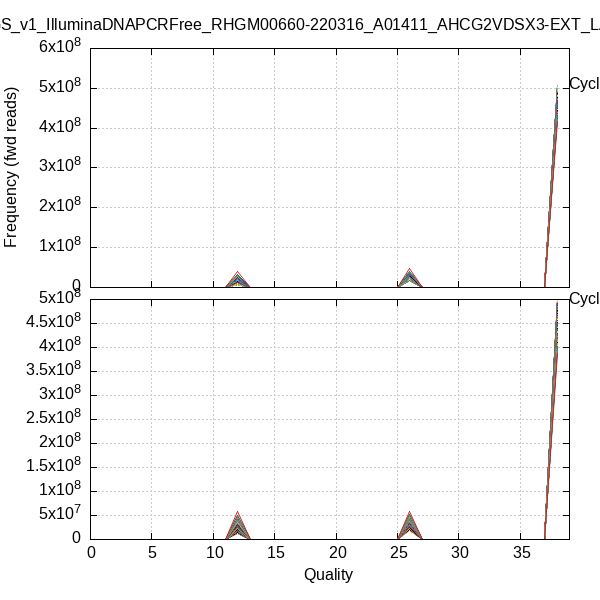 S_v1_IlluminaDNAPCRFree_RHGM00660-220316_A01411_AHCG2VDSX3-EXT_L
6x10^8
5x10^8
Cycl
4x10^8
3x10^8
2x10^8
1x10^8
0
Frequency (fwd reads)
5x10^8
Cycl
4.5x10^8
4x10^8
3.5x10^8
3x10^8
2.5x10^8
2x10^8
1.5x10^8
1x10^8
5x10^7
0
0 5 10 15 20 25 30 35
Quality